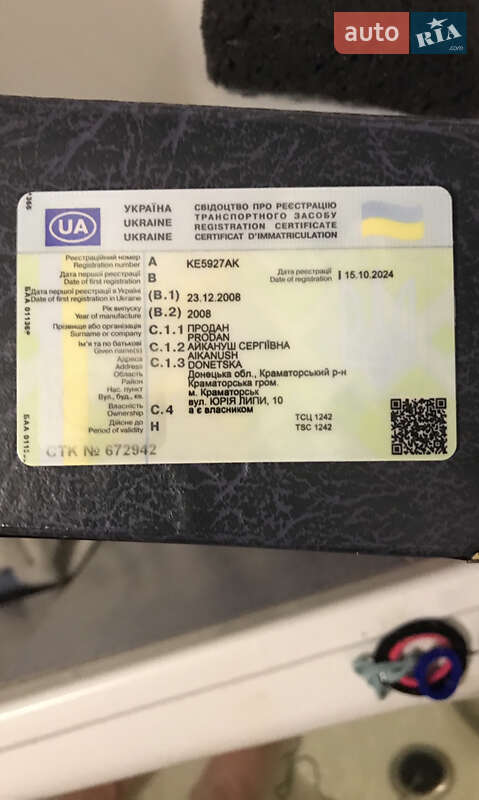 auto RIA .com
УКРАЇНА
UKRAINE
UKRAINE
СВІДОЦТВО ПРО РЕЄСТРАЦІЮ
ТРАНСПОРТНОГО ЗАСОБУ
REGISTRATION CERTIFICATE
CERTIFICAT D'IMMATRICULATION
UA
Реєстраційний номер A KE5927AK
Registration number
Дата першої реєстрації B
Date of first registration
Дата реєстрації I 15.10.2024
Date of registration
Дата першої реєстрації в Україні (B.1) 23.12.2008
Date of first registration in Ukraine
Рік випуску (B.2) 2008
Year of manufacture
Прізвище або організація C.1.1 ПРОДАН
Surname or company PRODAN
Ім'я та по батькові C.1.2 АЙКАНУШ СЕРГІЇВНА
Given name(s) AIKANUSH
Адреса C.1.3 DONETSKA
Address Донецька обл., Краматорський р-н
Область Краматорська гром.
Район м. Краматорськ
Нас. пункт вул. ЮРІЯ ЛИПИ, 10
Вул., буд., кв.
Власність C.4 а є власником
Ownership
Дійсне до H
Period of validity
ТСЦ 1242
TSC 1242
СТК № 672942